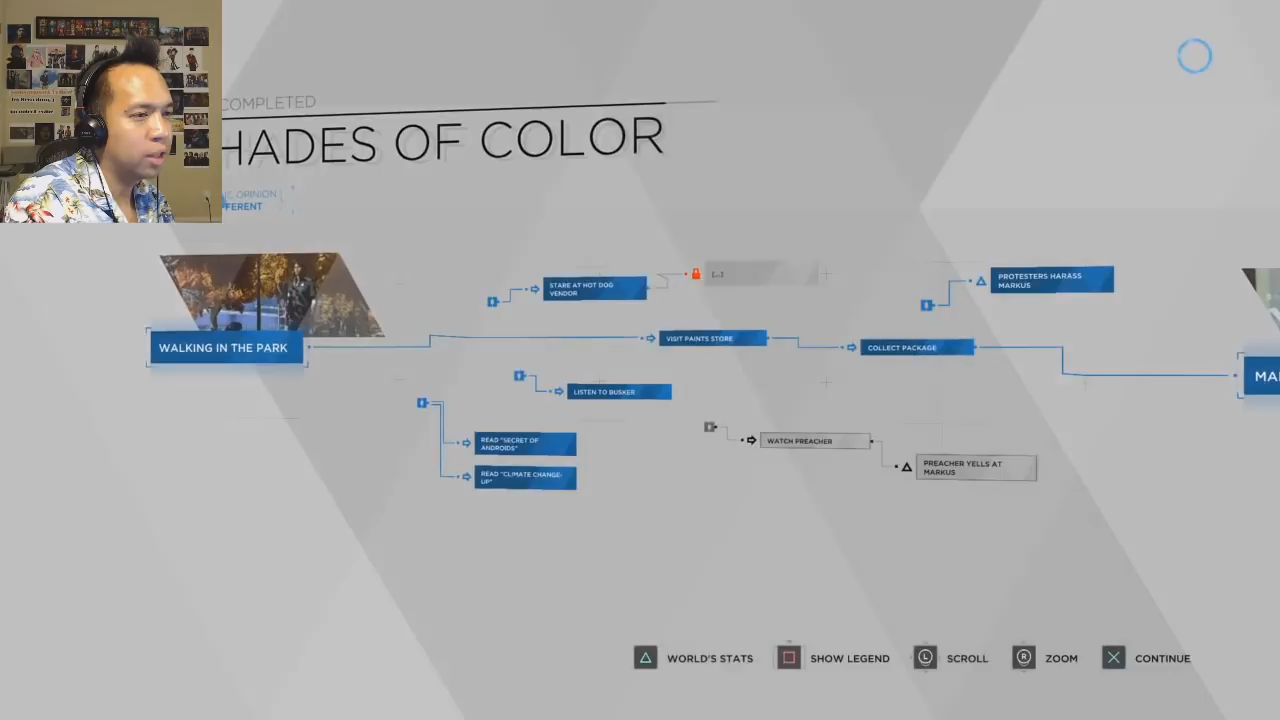 COMPLETED
HADES OF COLOR
IC OPINION
FERENT
STARE AT HOT DOG
VENDOR
[...]
PROTESTERS HARASS
MARKUS
WALKING IN THE PARK
VISIT PAINTS STORE
COLLECT PACKAGE
MA
LISTEN TO BUSKER
READ "SECRET OF
ANDROIDS"
WATCH PREACHER
PREACHER YELLS AT
MARKUS
READ "CLIMATE CHANGE-
UP"
WORLD'S STATS
SHOW LEGEND
L
SCROLL
R
ZOOM
CONTINUE